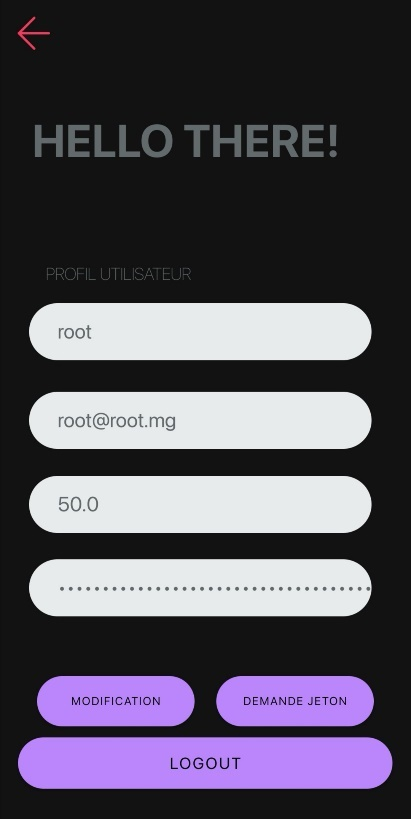 HELLO THERE!
PROFIL UTILISATEUR
root
root@root.mg
50.0
••••••••••••••••••••••••••••••••••••
MODIFICATION
DEMANDE JETON
LOGOUT